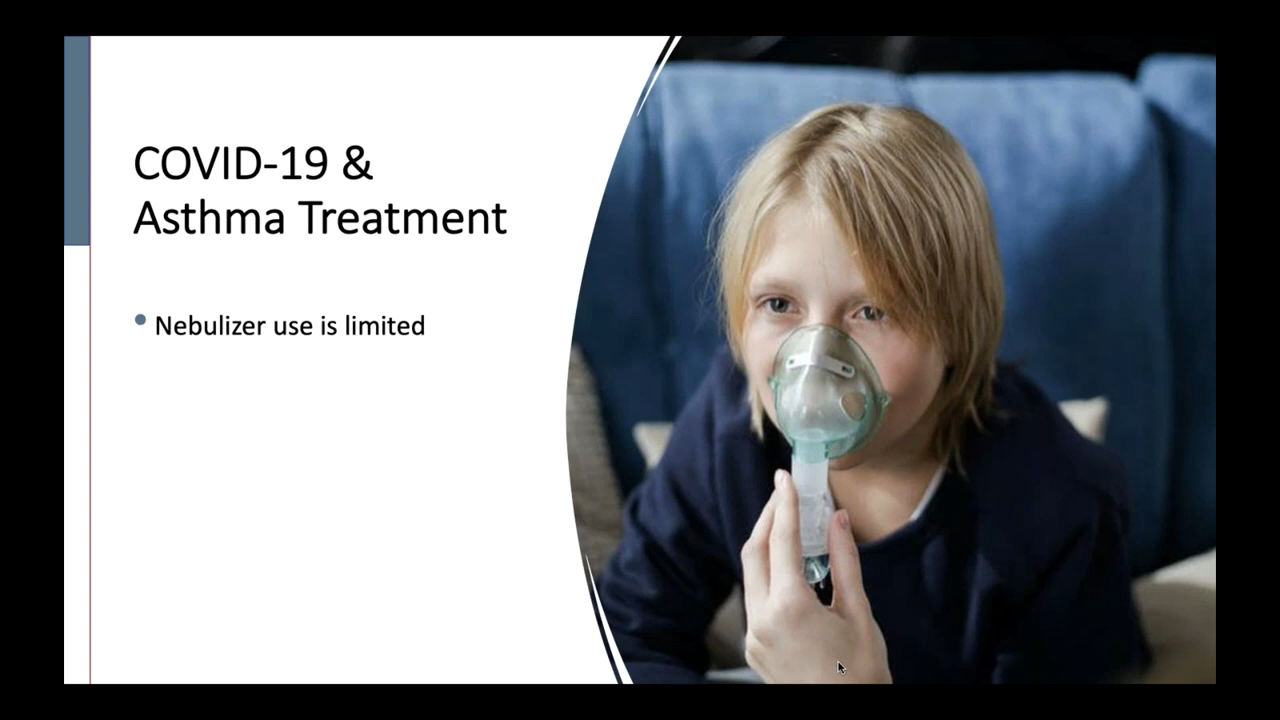 COVID-19 &
Asthma Treatment
• Nebulizer use is limited